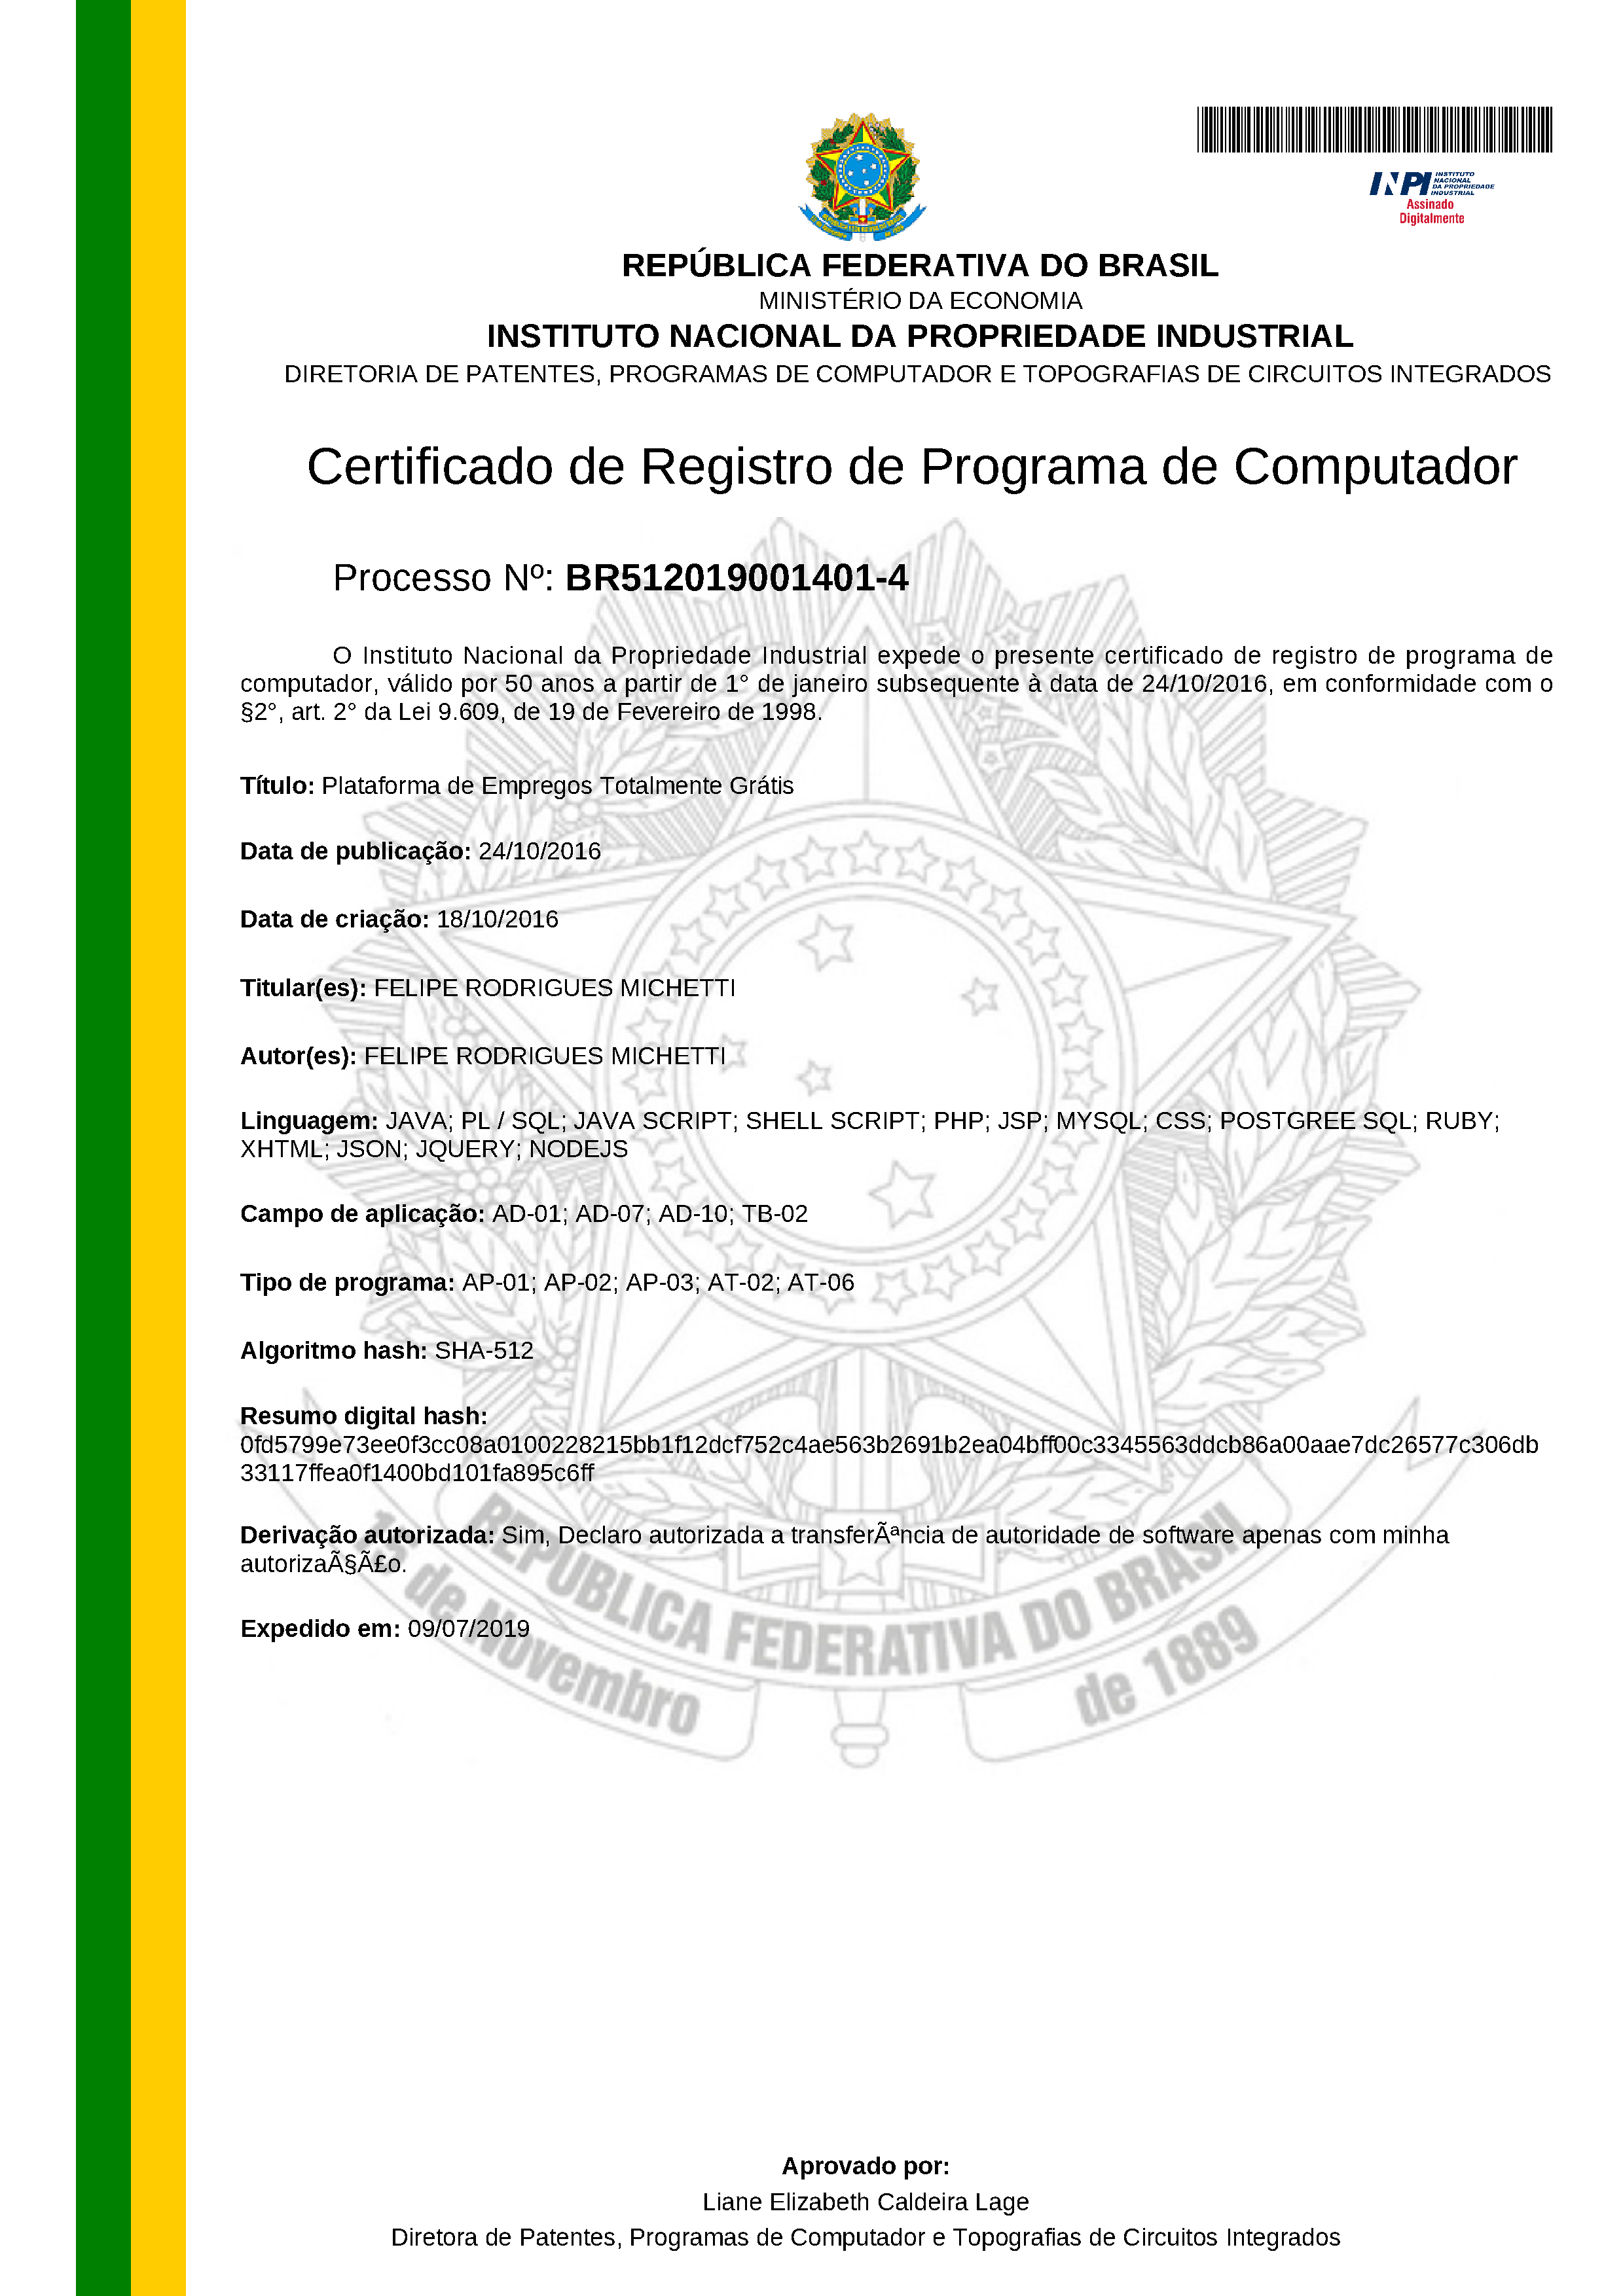 INPI INSTITUTO
NACIONAL
DA PROPRIEDADE
INDUSTRIAL
Assinado
Digitalmente
REPÚBLICA FEDERATIVA DO BRASIL
MINISTÉRIO DA ECONOMIA
INSTITUTO NACIONAL DA PROPRIEDADE INDUSTRIAL
DIRETORIA DE PATENTES, PROGRAMAS DE COMPUTADOR E TOPOGRAFIAS DE CIRCUITOS INTEGRADOS
Certificado de Registro de Programa de Computador
Processo Nº: BR512019001401-4
O Instituto Nacional da Propriedade Industrial expede o presente certificado de registro de programa de
computador, válido por 50 anos a partir de 1° de janeiro subsequente à data de 24/10/2016, em conformidade com o
§2°, art. 2° da Lei 9.609, de 19 de Fevereiro de 1998.
Título: Plataforma de Empregos Totalmente Grátis
Data de publicação: 24/10/2016
Data de criação: 18/10/2016
Titular(es): FELIPE RODRIGUES MICHETTI
Autor(es): FELIPE RODRIGUES MICHETTI
Linguagem: JAVA; PL / SQL; JAVA SCRIPT; SHELL SCRIPT; PHP; JSP; MYSQL; CSS; POSTGREE SQL; RUBY;
XHTML; JSON; JQUERY; NODEJS
Campo de aplicação: AD-01; AD-07; AD-10; TB-02
Tipo de programa: AP-01; AP-02; AP-03; AT-02; AT-06
Algoritmo hash: SHA-512
Resumo digital hash:
0fd5799e73ee0f3cc08a0100228215bb1f12dcf752c4ae563b2691b2ea04bff00c3345563ddcb86a00aae7dc26577c306db
33117ffea0f1400bd101fa895c6ff
Derivação autorizada: Sim, Declaro autorizada a transferÃªncia de autoridade de software apenas com minha
autorizaÃ§Ã£o.
Expedido em: 09/07/2019
REPUBLICA FEDERATIVA DO BRASIL
15 de Novembro de 1889
Aprovado por:
Liane Elizabeth Caldeira Lage
Diretora de Patentes, Programas de Computador e Topografias de Circuitos Integrados